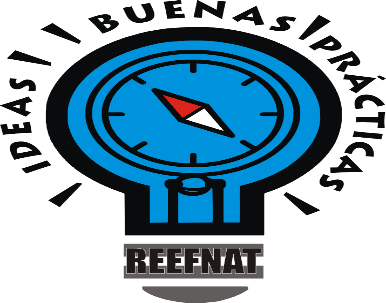 IDEAS BUENAS PRÁCTICAS
REEFNAT